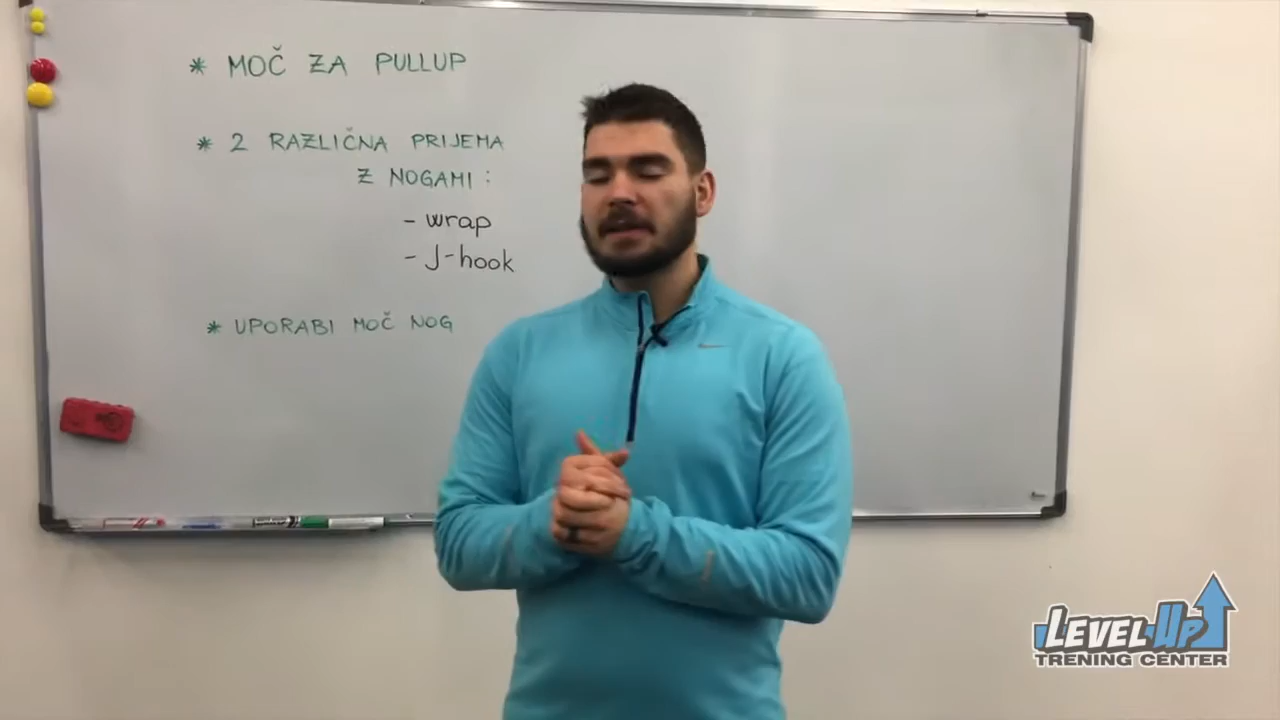 * MOČ ZA PULLUP
* 2 RAZLIČNA PRIJEMA
Z NOGAMI :
- wrap
- J-hook
* UPORABI MOČ NOG
LEVEL UP
TRENING CENTER